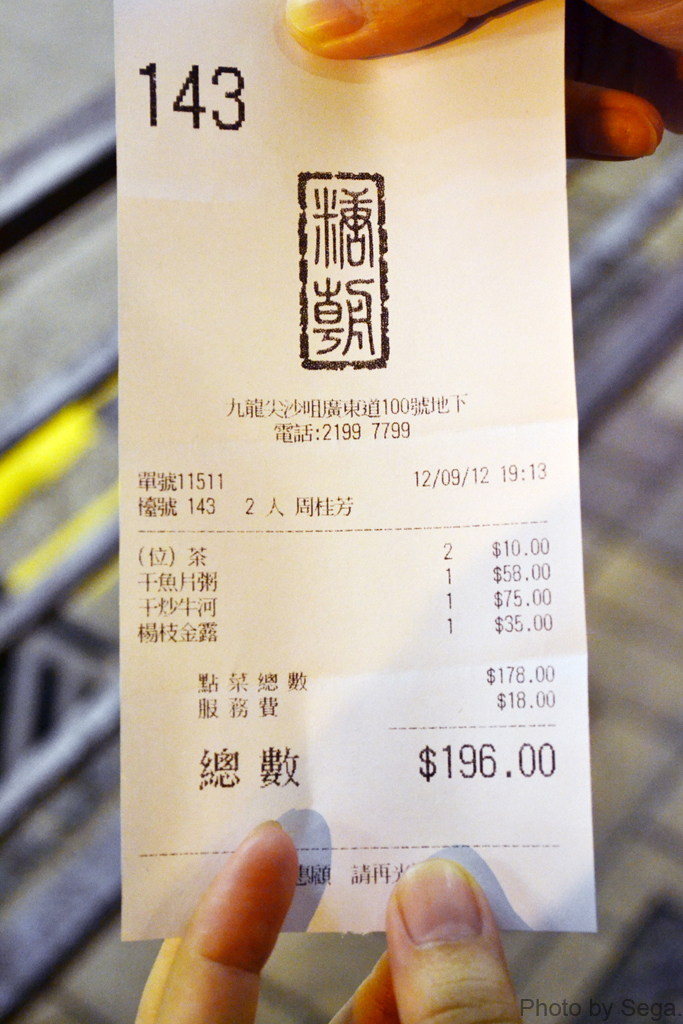 143
糖朝
九龍尖沙咀廣東道100號地下
電話:2199 7799
單號11511 12/09/12 19:13
檯號 143 2 人 周桂芳
(位) 茶 2 $10.00
干魚片粥 1 $58.00
干炒牛河 1 $75.00
楊枝金露 1 $35.00
點菜總數 $178.00
服務費 $18.00
總數 $196.00
惠顧 請再光
Photo by Sega.